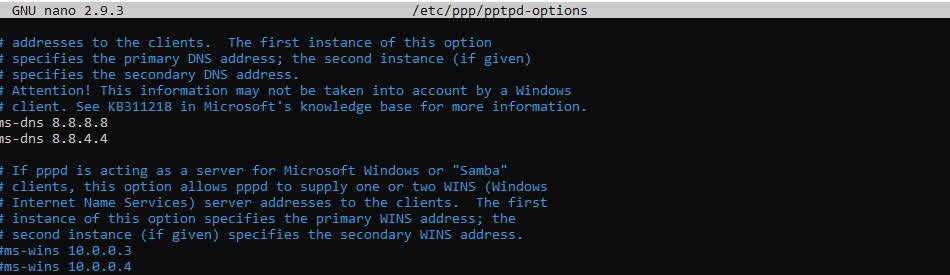 GNU nano 2.9.3 /etc/ppp/pptpd-options
# addresses to the clients.  The first instance of this option
# specifies the primary DNS address; the second instance (if given)
# specifies the secondary DNS address.
# Attention! This information may not be taken into account by a Windows
# client. See KB311218 in Microsoft's knowledge base for more information.
ms-dns 8.8.8.8
ms-dns 8.8.4.4
# If pppd is acting as a server for Microsoft Windows or "Samba"
# clients, this option allows pppd to supply one or two WINS (Windows
# Internet Name Services) server addresses to the clients.  The first
# instance of this option specifies the primary WINS address; the
# second instance (if given) specifies the secondary WINS address.
#ms-wins 10.0.0.3
#ms-wins 10.0.0.4